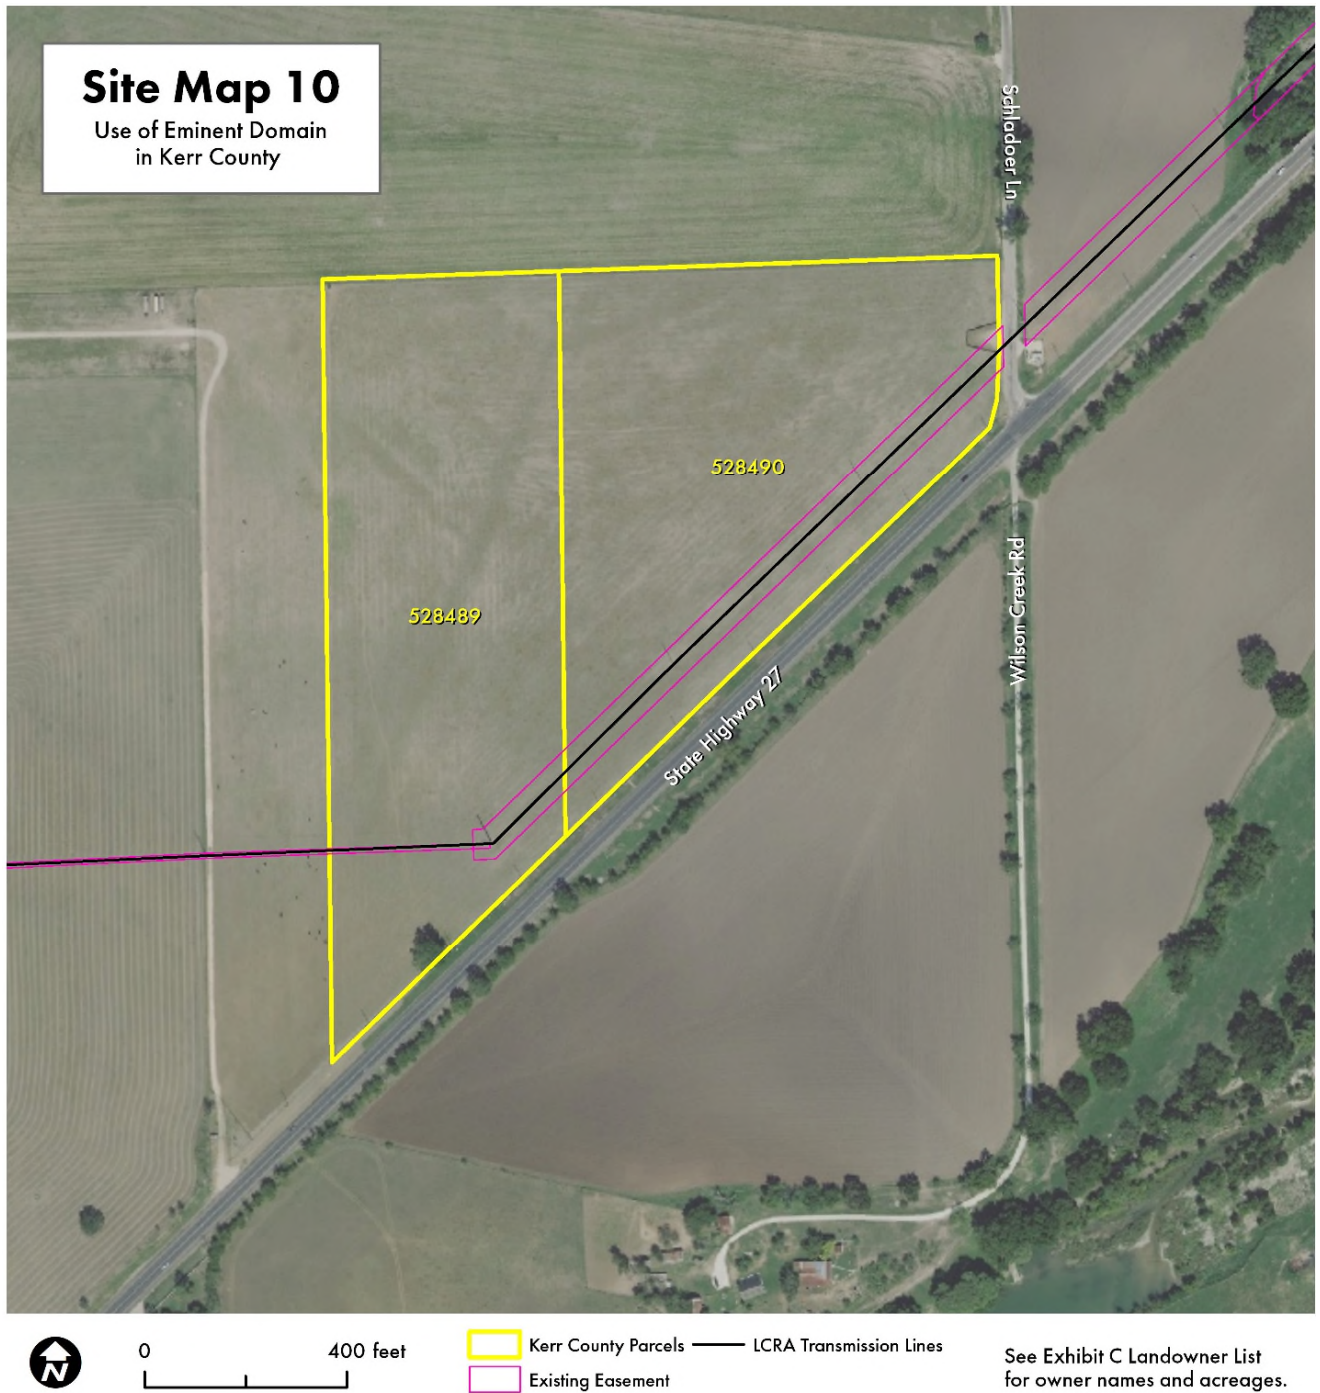 Site Map 10
Use of Eminent Domain
in Kerr County
Schladoer Ln
528490
528489
State Highway 27
Wilson Creek Rd
N
0
400 feet
Kerr County Parcels
LCRA Transmission Lines
Existing Easement
See Exhibit C Landowner List
for owner names and acreages.